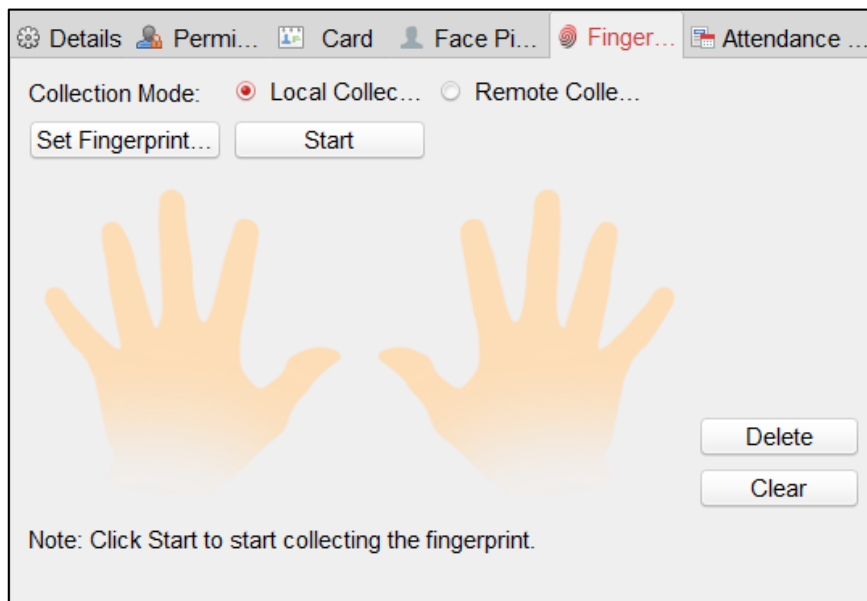 Details Permi... Card Face Pi... Finger... Attendance ...
Collection Mode: Local Collec... Remote Colle...
Set Fingerprint... Start
Delete
Clear
Note: Click Start to start collecting the fingerprint.